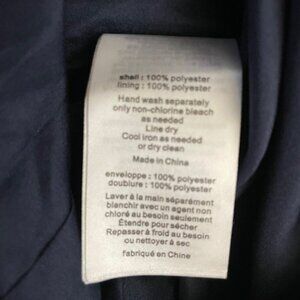 shell : 100% polyester
lining : 100% polyester
Hand wash separately
only non-chlorine bleach
as needed
Line dry
Cool iron as needed
or dry clean
Made in China
enveloppe : 100% polyester
doublure : 100% polyester
Laver à la main séparément
blanchir avec un agent non
chloré au besoin seulement
Étendre pour sécher
Repasser à froid au besoin
ou nettoyer à sec
fabriqué en Chine